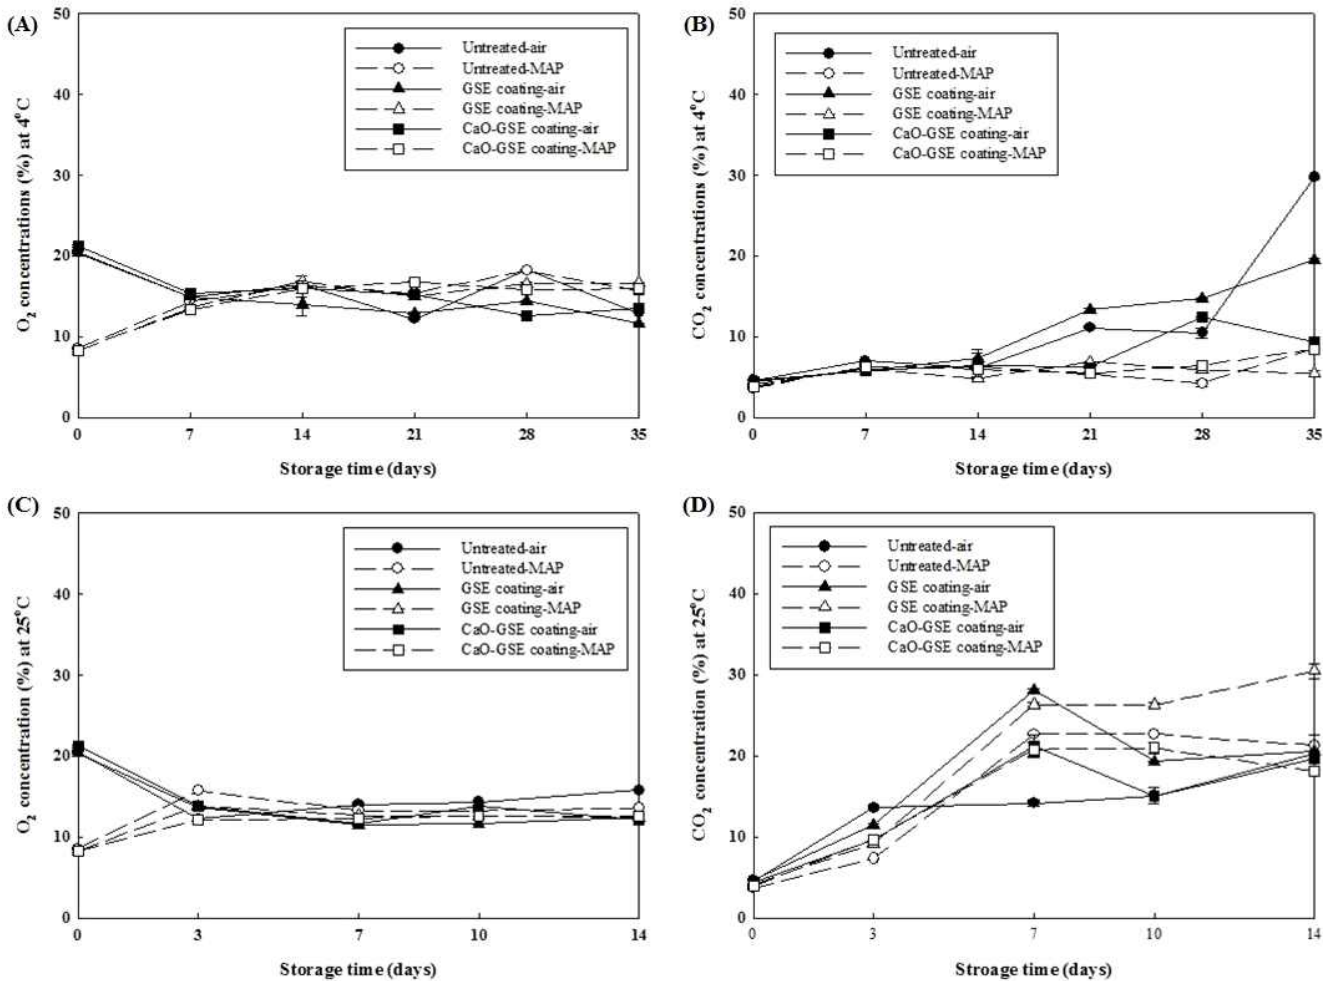 (A)
O2 concentrations (%) at 4°C
50
40
30
20
10
0
Untreated-air
Untreated-MAP
GSE coating-air
GSE coating-MAP
CaO-GSE coating-air
CaO-GSE coating-MAP
0 7 14 21 28 35
Storage time (days)
(B)
CO2 concentrations (%) at 4°C
50
40
30
20
10
0
Untreated-air
Untreated-MAP
GSE coating-air
GSE coating-MAP
CaO-GSE coating-air
CaO-GSE coating-MAP
0 7 14 21 28 35
Storage time (days)
(C)
O2 concentration (%) at 25°C
50
40
30
20
10
0
Untreated-air
Untreated-MAP
GSE coating-air
GSE coating-MAP
CaO-GSE coating-air
CaO-GSE coating-MAP
0 3 7 10 14
Storage time (days)
(D)
CO2 concentration (%) at 25°C
50
40
30
20
10
0
Untreated-air
Untreated-MAP
GSE coating-air
GSE coating-MAP
CaO-GSE coating-air
CaO-GSE coating-MAP
0 3 7 10 14
Stroage time (days)